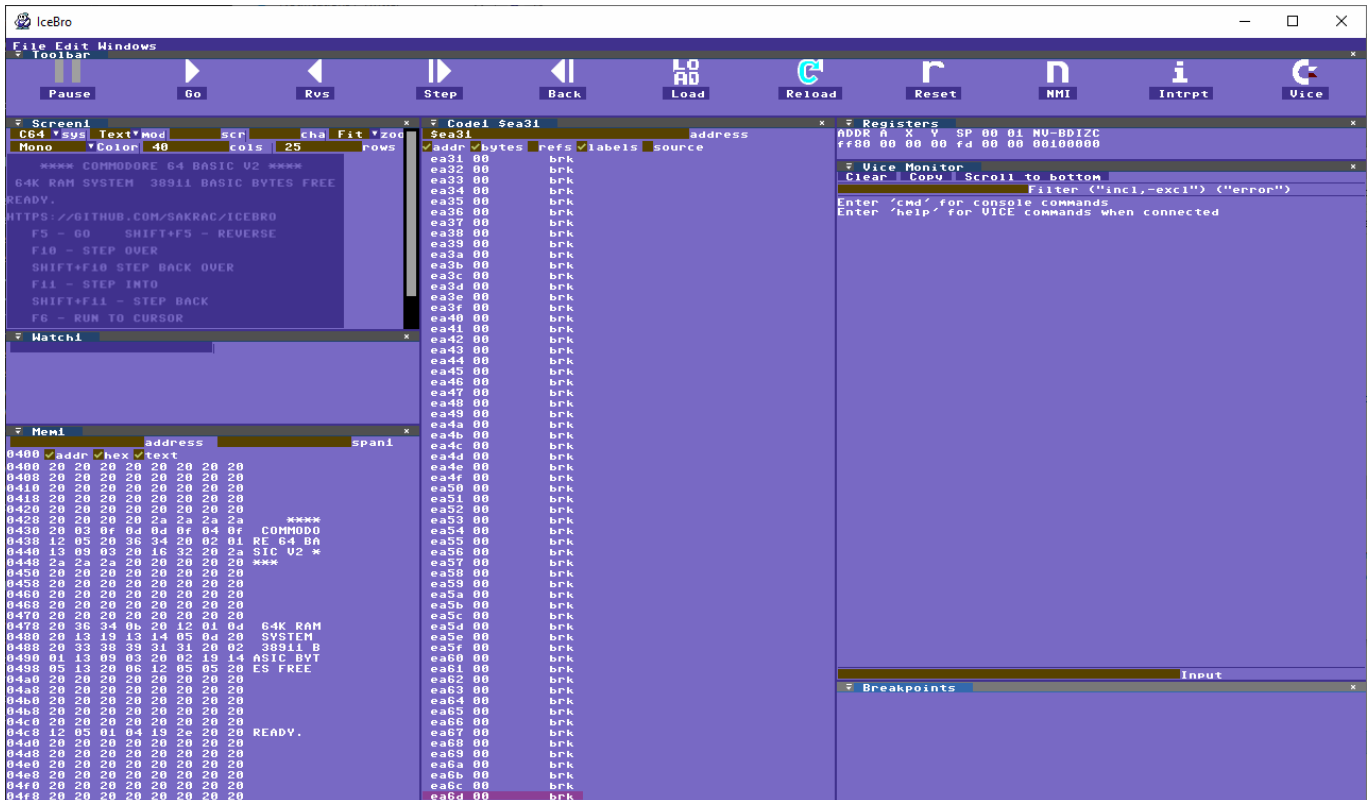 IceBro
File Edit Windows
Toolbar
LO
AD
C r n i
Pause Go Rvs Step Back Load Reload Reset NMI Intrpt Vice
Screen1
C64 sys Text mod scr cha Fit zoo
Mono Color 40 cols 25 rows
**** COMMODORE 64 BASIC V2 ****
64K RAM SYSTEM 38911 BASIC BYTES FREE
READY.
HTTPS://GITHUB.COM/SAKRAC/ICEBRO
F5 - GO SHIFT+F5 - REVERSE
F10 - STEP OVER
SHIFT+F10 STEP BACK OVER
F11 - STEP INTO
SHIFT+F11 - STEP BACK
F6 - RUN TO CURSOR
Watch1
Mem1
address span1
0400 addr hex text
0400 20 20 20 20 20 20 20 20
0408 20 20 20 20 20 20 20 20
0410 20 20 20 20 20 20 20 20
0418 20 20 20 20 20 20 20 20
0420 20 20 20 20 20 20 20 20
0428 20 20 20 20 2a 2a 2a 2a ****
0430 20 03 0f 0d 0d 0f 04 0f COMMODO
0438 12 05 20 36 34 20 02 01 RE 64 BA
0440 13 09 03 20 16 32 20 2a SIC V2 *
0448 2a 2a 2a 20 20 20 20 20 ***
0450 20 20 20 20 20 20 20 20
0458 20 20 20 20 20 20 20 20
0460 20 20 20 20 20 20 20 20
0468 20 20 20 20 20 20 20 20
0470 20 20 20 20 20 20 20 20
0478 20 36 34 0b 20 12 01 0d 64K RAM
0480 20 13 19 13 14 05 0d 20 SYSTEM
0488 20 33 38 39 31 31 20 02 38911 B
0490 01 13 09 03 20 02 19 14 ASIC BYT
0498 05 13 20 06 12 05 05 20 ES FREE
04a0 20 20 20 20 20 20 20 20
04a8 20 20 20 20 20 20 20 20
04b0 20 20 20 20 20 20 20 20
04b8 20 20 20 20 20 20 20 20
04c0 20 20 20 20 20 20 20 20
04c8 12 05 01 04 19 2e 20 20 READY.
04d0 20 20 20 20 20 20 20 20
04d8 20 20 20 20 20 20 20 20
04e0 20 20 20 20 20 20 20 20
04e8 20 20 20 20 20 20 20 20
04f0 20 20 20 20 20 20 20 20
04f8 20 20 20 20 20 20 20 20
Code1 $ea31
$ea31 address
addr bytes refs labels source
ea31 00 brk
ea32 00 brk
ea33 00 brk
ea34 00 brk
ea35 00 brk
ea36 00 brk
ea37 00 brk
ea38 00 brk
ea39 00 brk
ea3a 00 brk
ea3b 00 brk
ea3c 00 brk
ea3d 00 brk
ea3e 00 brk
ea3f 00 brk
ea40 00 brk
ea41 00 brk
ea42 00 brk
ea43 00 brk
ea44 00 brk
ea45 00 brk
ea46 00 brk
ea47 00 brk
ea48 00 brk
ea49 00 brk
ea4a 00 brk
ea4b 00 brk
ea4c 00 brk
ea4d 00 brk
ea4e 00 brk
ea4f 00 brk
ea50 00 brk
ea51 00 brk
ea52 00 brk
ea53 00 brk
ea54 00 brk
ea55 00 brk
ea56 00 brk
ea57 00 brk
ea58 00 brk
ea59 00 brk
ea5a 00 brk
ea5b 00 brk
ea5c 00 brk
ea5d 00 brk
ea5e 00 brk
ea5f 00 brk
ea60 00 brk
ea61 00 brk
ea62 00 brk
ea63 00 brk
ea64 00 brk
ea65 00 brk
ea66 00 brk
ea67 00 brk
ea68 00 brk
ea69 00 brk
ea6a 00 brk
ea6b 00 brk
ea6c 00 brk
ea6d 00 brk
Registers
ADDR A X Y SP 00 01 NV-BDIZC
ff80 00 00 00 fd 00 00 00100000
Vice Monitor
Clear Copy Scroll to bottom
Filter ("incl,-excl") ("error")
Enter 'cmd' for console commands
Enter 'help' for VICE commands when connected
Input
Breakpoints